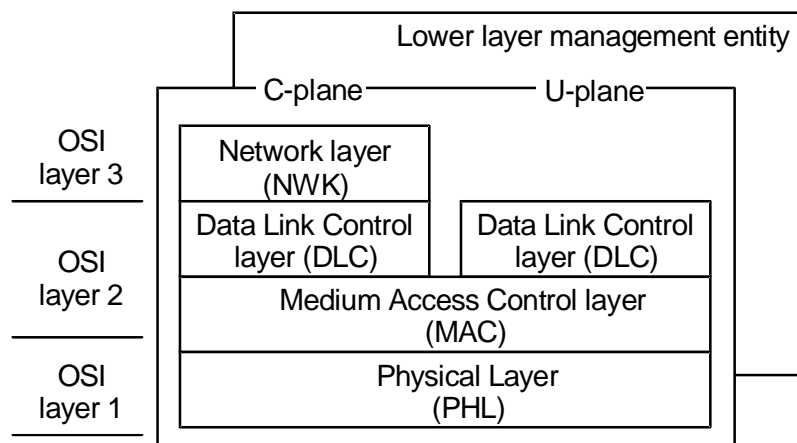 Lower layer management entity
C-plane
U-plane
OSI
layer 3
Network layer
(NWK)
OSI
layer 2
Data Link Control
layer (DLC)
Data Link Control
layer (DLC)
Medium Access Control layer
(MAC)
OSI
layer 1
Physical Layer
(PHL)